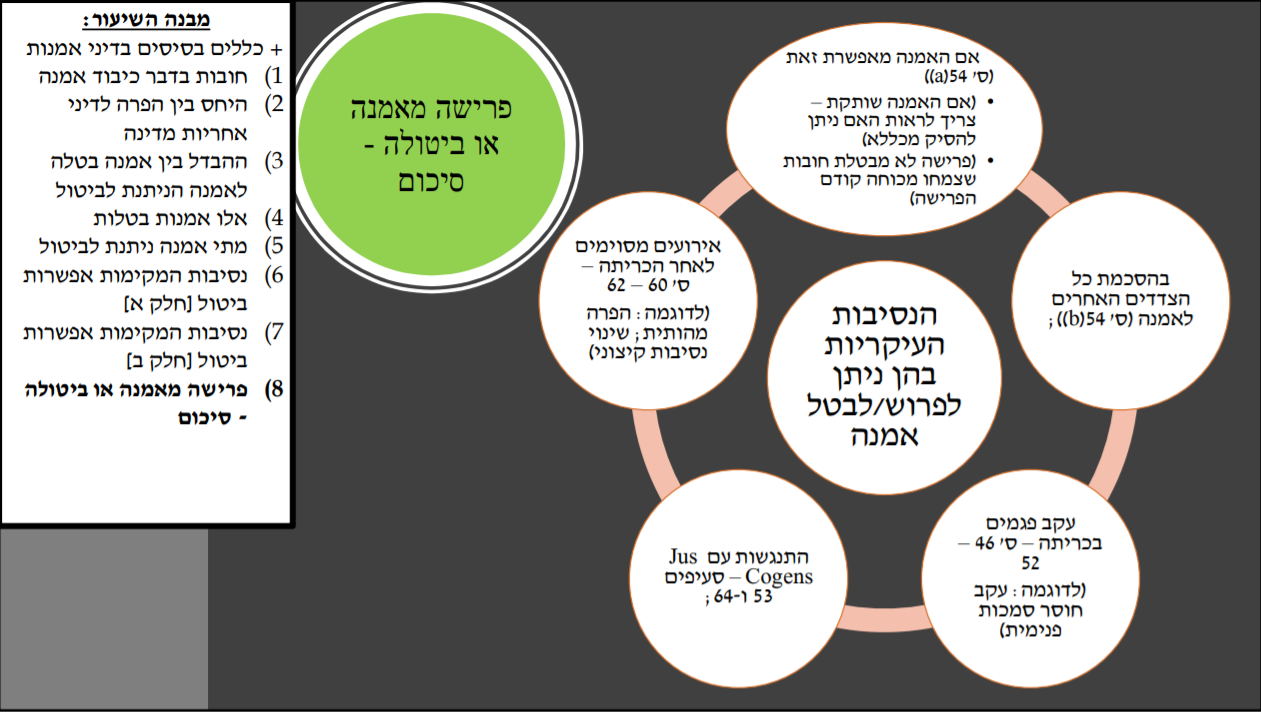 מבנה השיעור:
+ כללים בסיסים בדיני אמנות
1) חובות בדבר כיבוד אמנה
2) היחס בין הפרה לדיני
אחריות מדינה
3) ההבדל בין אמנה בטלה
לאמנה הניתנת לביטול
4) אלו אמנות בטלות
5) מתי אמנה ניתנת לביטול
6) נסיבות המקימות אפשרות
ביטול [חלק א]
7) נסיבות המקימות אפשרות
ביטול [חלק ב]
8) פרישה מאמנה או ביטולה
- סיכום
פרישה מאמנה
או ביטולה -
סיכום
הנסיבות
העיקריות
בהן ניתן
לפרוש/לבטל
אמנה
אם האמנה מאפשרת זאת
(ס' 54(a))
• (אם האמנה שותקת –
צריך לראות האם ניתן
להסיק מכללא)
• (פרישה לא מבטלת חובות
שצמחו מכוחה קודם
הפרישה)
בהסכמת כל
הצדדים האחרים
לאמנה (ס' 54(b));
עקב פגמים
בכריתה – ס' 46 –
52
(לדוגמה: עקב
חוסר סמכות
פנימית)
התנגשות עם Jus
Cogens – סעיפים
53 ו-64;
אירועים מסוימים
לאחר הכריתה –
ס' 60 – 62
(לדוגמה: הפרה
מהותית; שינוי
נסיבות קיצוני)